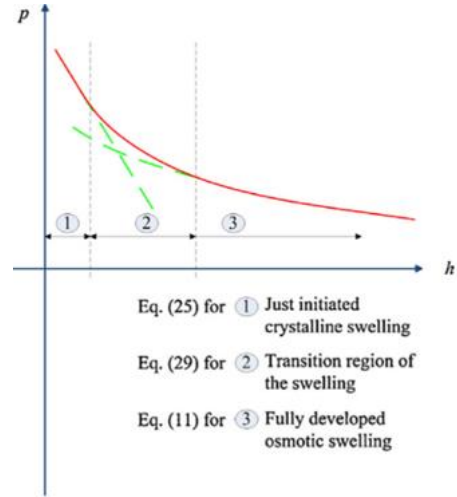 p
1
2
3
h
Eq. (25) for 1 Just initiated
crystalline swelling
Eq. (29) for 2 Transition region of
the swelling
Eq. (11) for 3 Fully developed
osmotic swelling